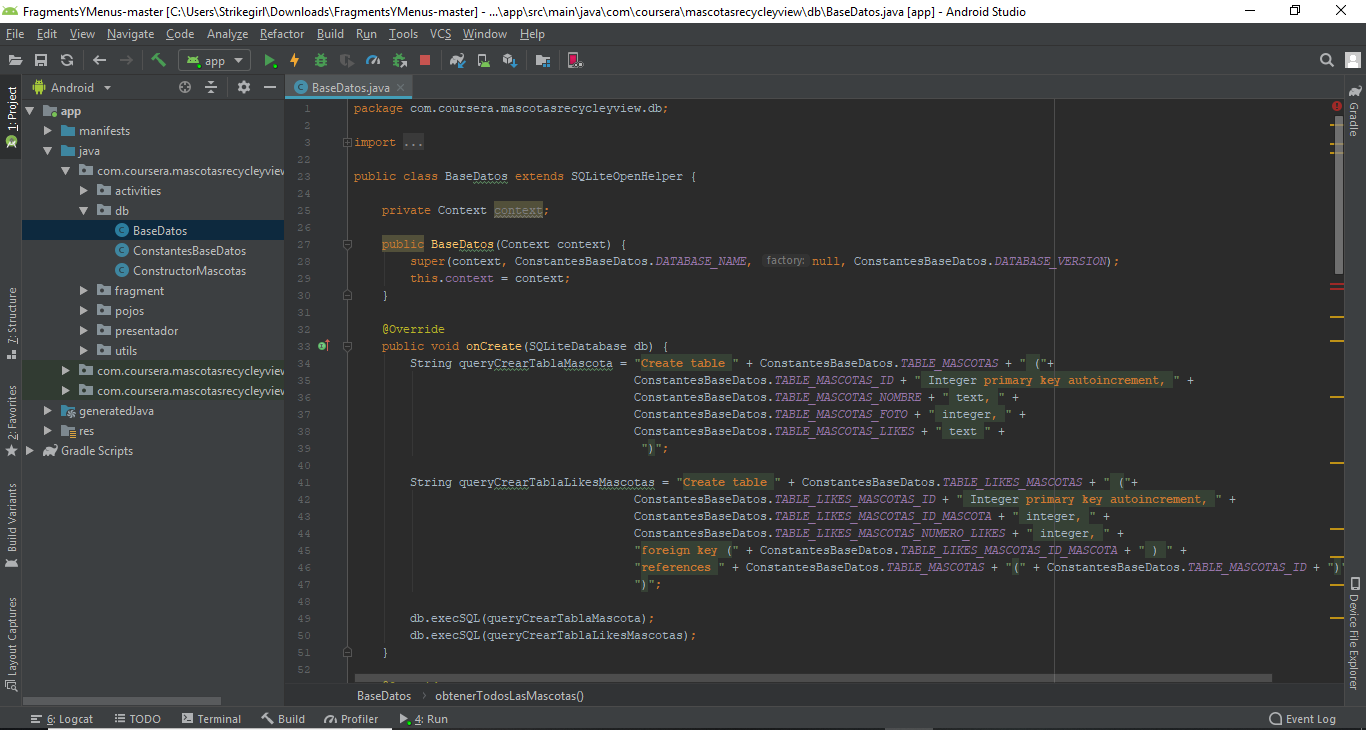 FragmentsYMenus-master [C:\Users\Strikegirl\Downloads\FragmentsYMenus-master] - ...\app\src\main\java\com\coursera\mascotasrecycleyview\db\BaseDatos.java [app] - Android Studio
File Edit View Navigate Code Analyze Refactor Build Run Tools VCS Window Help
app
Android
BaseDatos.java
1: Project
7: Structure
2: Favorites
Build Variants
Layout Captures
app
manifests
java
com.coursera.mascotasrecycleyview
activities
db
BaseDatos
ConstantesBaseDatos
ConstructorMascotas
fragment
pojos
presentador
utils
com.coursera.mascotasrecycleyview
com.coursera.mascotasrecycleyview
generatedJava
res
Gradle Scripts
1 package com.coursera.mascotasrecycleyview.db;
2
3 import ...
22
23 public class BaseDatos extends SQLiteOpenHelper {
24
25 private Context context;
26
27 public BaseDatos(Context context) {
28 super(context, ConstantesBaseDatos.DATABASE_NAME, factory: null, ConstantesBaseDatos.DATABASE_VERSION);
29 this.context = context;
30 }
31
32 @Override
33 public void onCreate(SQLiteDatabase db) {
34 String queryCrearTablaMascota = "Create table " + ConstantesBaseDatos.TABLE_MASCOTAS + " ("+
35 ConstantesBaseDatos.TABLE_MASCOTAS_ID + " Integer primary key autoincrement, " +
36 ConstantesBaseDatos.TABLE_MASCOTAS_NOMBRE + " text, " +
37 ConstantesBaseDatos.TABLE_MASCOTAS_FOTO + " integer, " +
38 ConstantesBaseDatos.TABLE_MASCOTAS_LIKES + " text " +
39 ")";
40
41 String queryCrearTablaLikesMascotas = "Create table " + ConstantesBaseDatos.TABLE_LIKES_MASCOTAS + " ("+
42 ConstantesBaseDatos.TABLE_LIKES_MASCOTAS_ID + " Integer primary key autoincrement, " +
43 ConstantesBaseDatos.TABLE_LIKES_MASCOTAS_ID_MASCOTA + " integer, " +
44 ConstantesBaseDatos.TABLE_LIKES_MASCOTAS_NUMERO_LIKES + " integer, " +
45 "foreign key (" + ConstantesBaseDatos.TABLE_LIKES_MASCOTAS_ID_MASCOTA + " ) " +
46 "references " + ConstantesBaseDatos.TABLE_MASCOTAS + "(" + ConstantesBaseDatos.TABLE_MASCOTAS_ID + ")"
47 ")";
48
49 db.execSQL(queryCrearTablaMascota);
50 db.execSQL(queryCrearTablaLikesMascotas);
51 }
52
Gradle
Device File Explorer
BaseDatos obtenerTodosLasMascotas()
6: Logcat TODO Terminal Build Profiler 4: Run Event Log